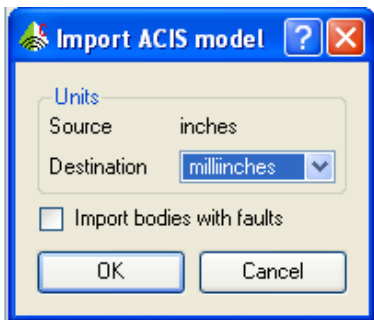 Import ACIS model
Units
Source inches
Destination milliinches
Import bodies with faults
OK Cancel